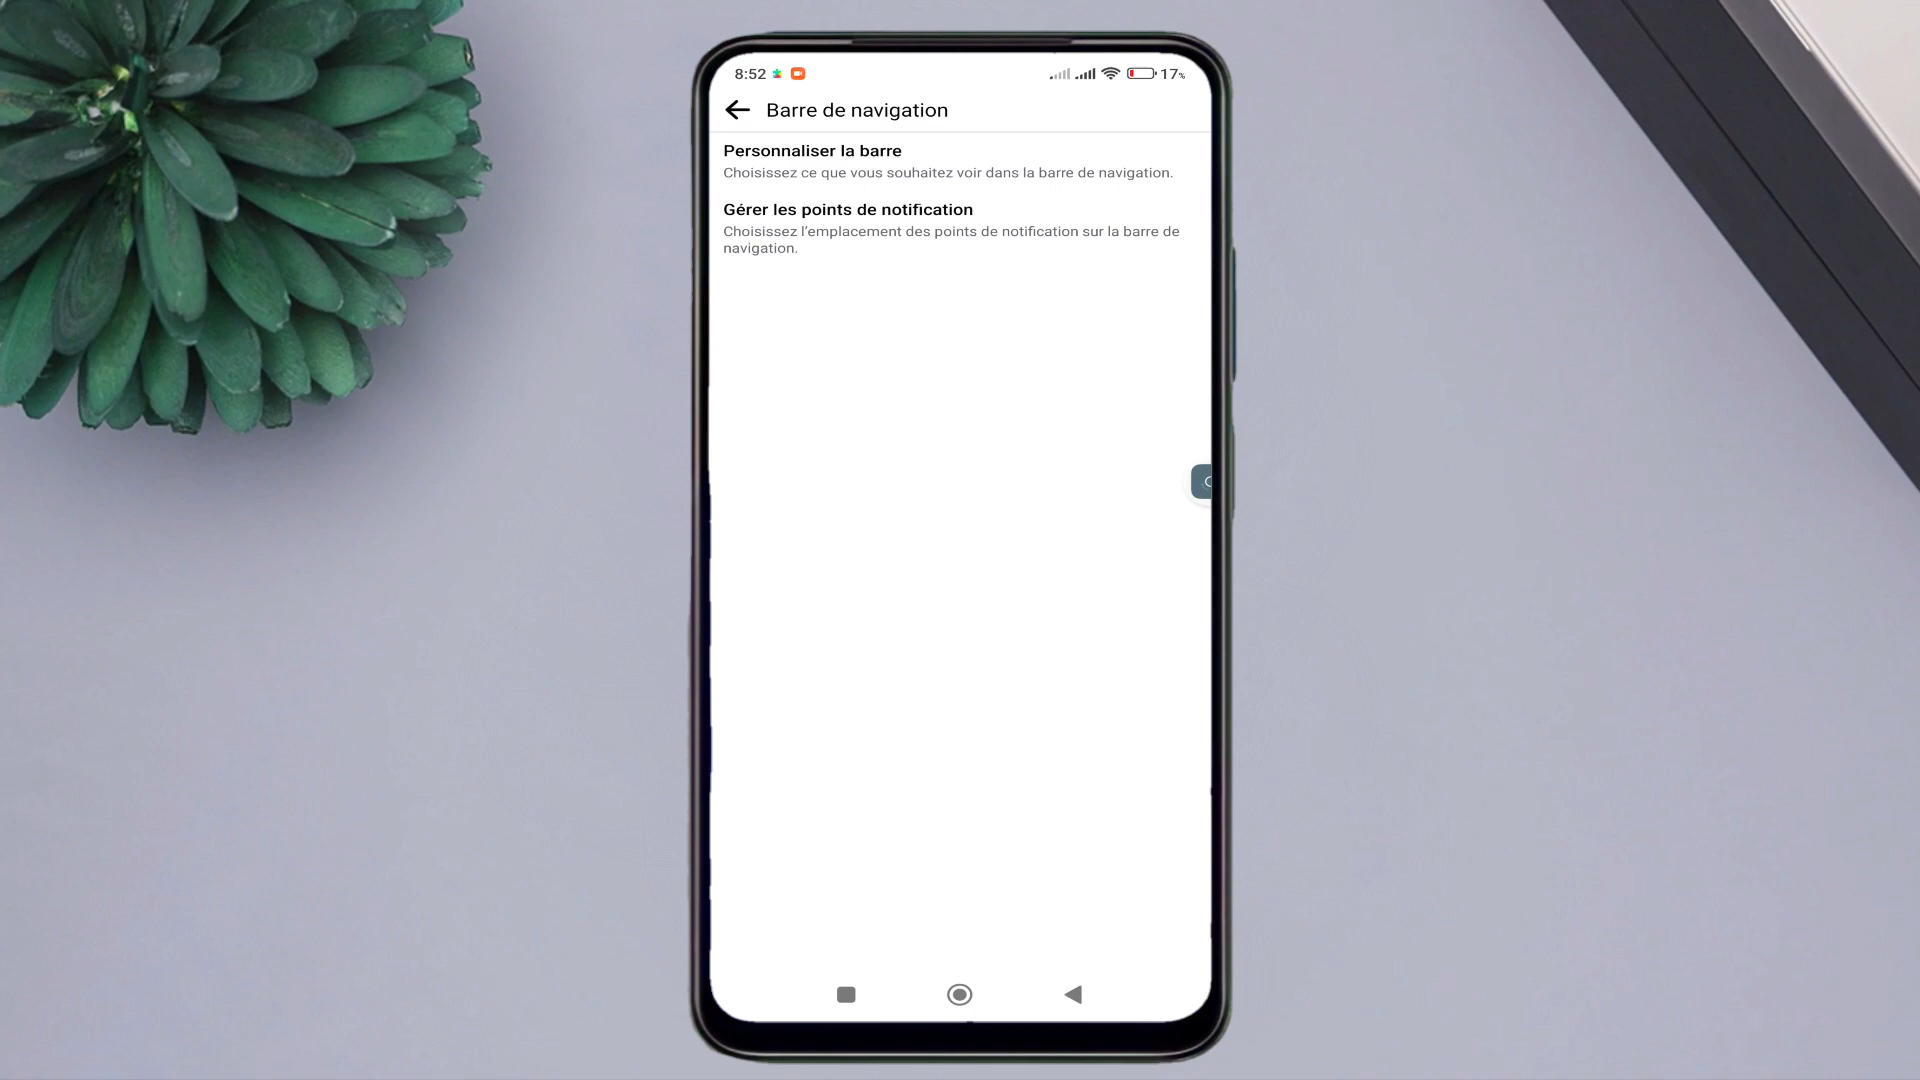 8:52 17%
Barre de navigation
Personnaliser la barre
Choisissez ce que vous souhaitez voir dans la barre de navigation.
Gérer les points de notification
Choisissez l’emplacement des points de notification sur la barre de
navigation.